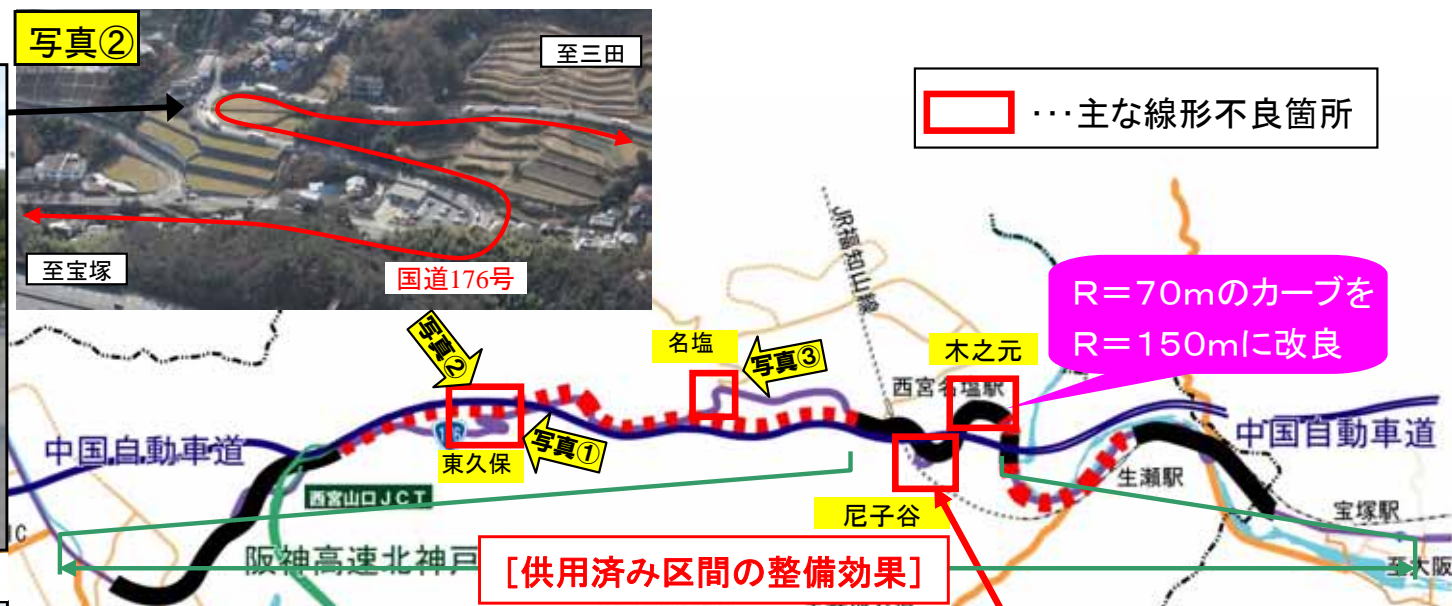 写真②
至三田
至宝塚
国道176号
・・・主な線形不良箇所
JR福知山線
R=70mのカーブを
R=150mに改良
写真②
名塩
写真③
木之元
西宮名塩駅
中国自動車道
写真①
東久保
中国自動車道
生瀬駅
西宮山口JCT
尼子谷
宝塚駅
IC
阪神高速北神戸
[供用済み区間の整備効果]
至大阪